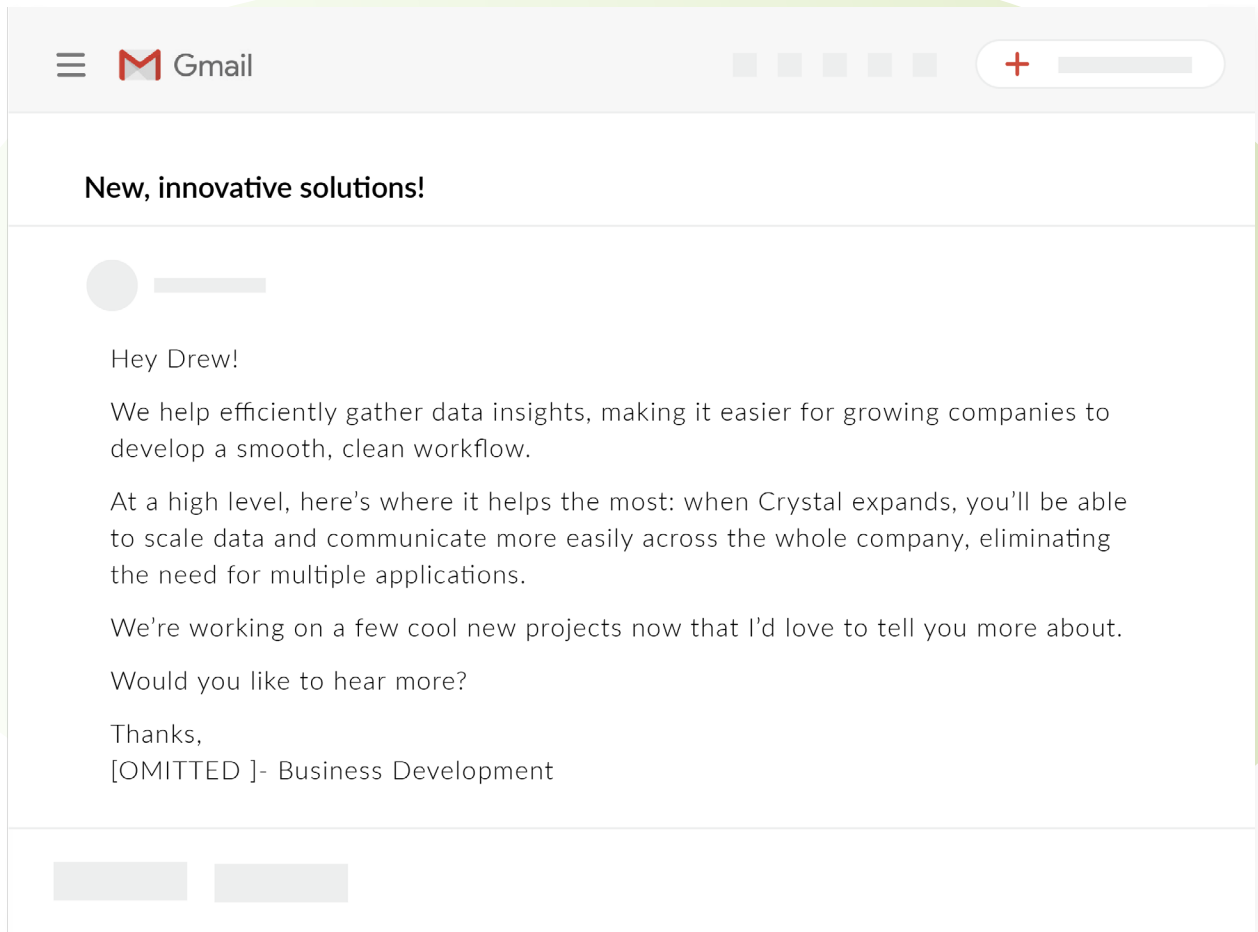 Gmail
New, innovative solutions!
Hey Drew!
We help efficiently gather data insights, making it easier for growing companies to
develop a smooth, clean workflow.
At a high level, here’s where it helps the most: when Crystal expands, you’ll be able
to scale data and communicate more easily across the whole company, eliminating
the need for multiple applications.
We’re working on a few cool new projects now that I’d love to tell you more about.
Would you like to hear more?
Thanks,
[OMITTED ]- Business Development